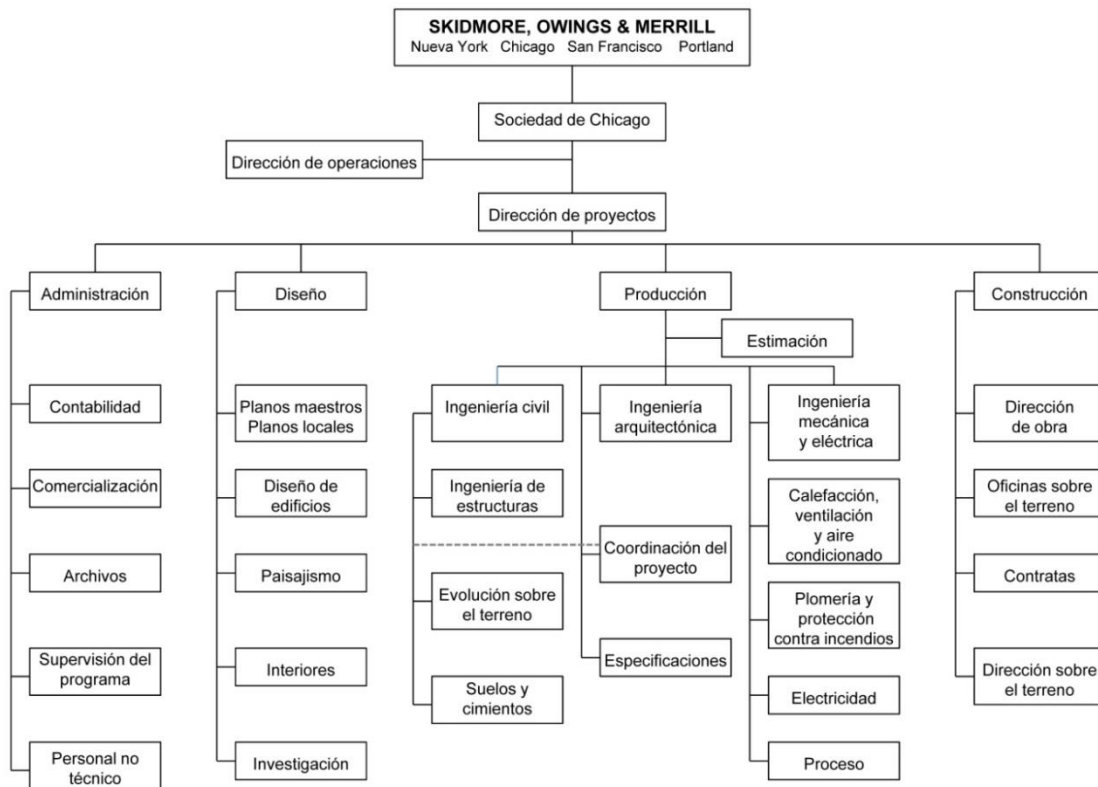 SKIDMORE, OWINGS & MERRILL
Nueva York Chicago San Francisco Portland
Sociedad de Chicago
Dirección de operaciones
Dirección de proyectos
Administración
Diseño
Producción
Construcción
Estimación
Contabilidad
Comercialización
Archivos
Supervisión del
programa
Personal no
técnico
Planos maestros
Planos locales
Diseño de
edificios
Paisajismo
Interiores
Investigación
Ingeniería civil
Ingeniería de
estructuras
Evolución sobre
el terreno
Suelos y
cimientos
Ingeniería
arquitectónica
Coordinación del
proyecto
Especificaciones
Ingeniería
mecánica
y eléctrica
Calefacción,
ventilación
y aire
condicionado
Plomería y
protección
contra incendios
Electricidad
Proceso
Dirección
de obra
Oficinas sobre
el terreno
Contratas
Dirección sobre
el terreno